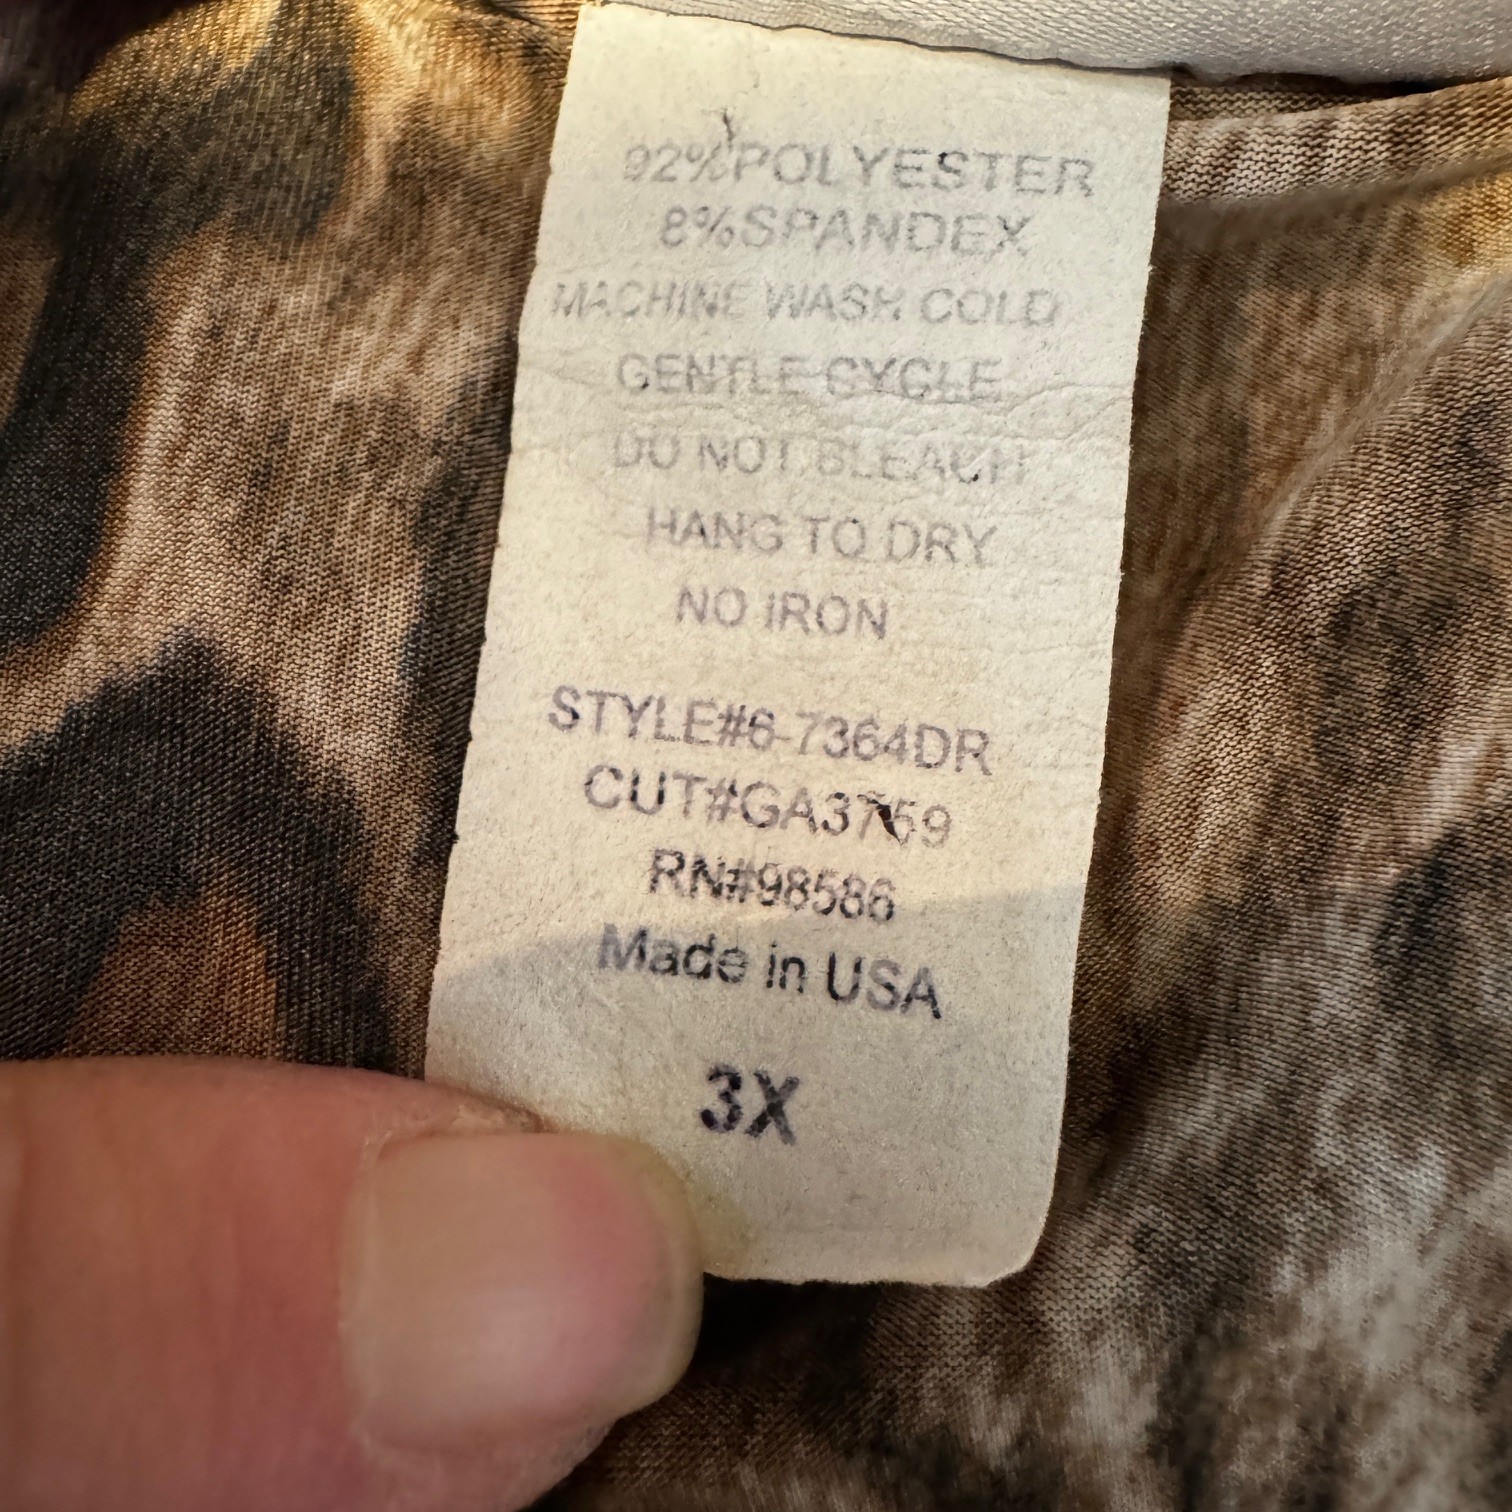 92%POLYESTER
8%SPANDEX
MACHINE WASH COLD
GENTLE CYCLE
DO NOT BLEACH
HANG TO DRY
NO IRON
STYLE#6-7364DR
CUT#GA3759
RN#98586
Made in USA
3X